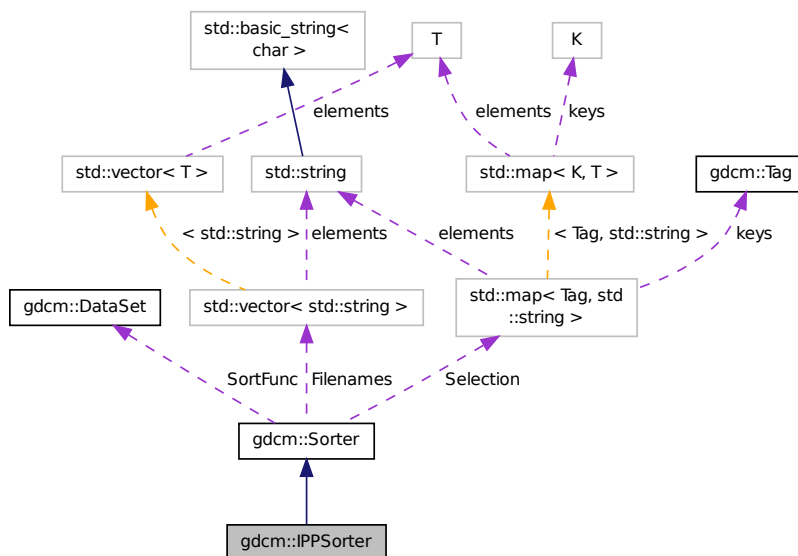 std::basic_string<
char >
T
K
elements
elements
keys
std::vector< T >
std::string
std::map< K, T >
gdcm::Tag
< std::string >
elements
elements
< Tag, std::string >
keys
gdcm::DataSet
std::vector< std::string >
std::map< Tag, std
::string >
SortFunc
Filenames
Selection
gdcm::Sorter
gdcm::IPPSorter